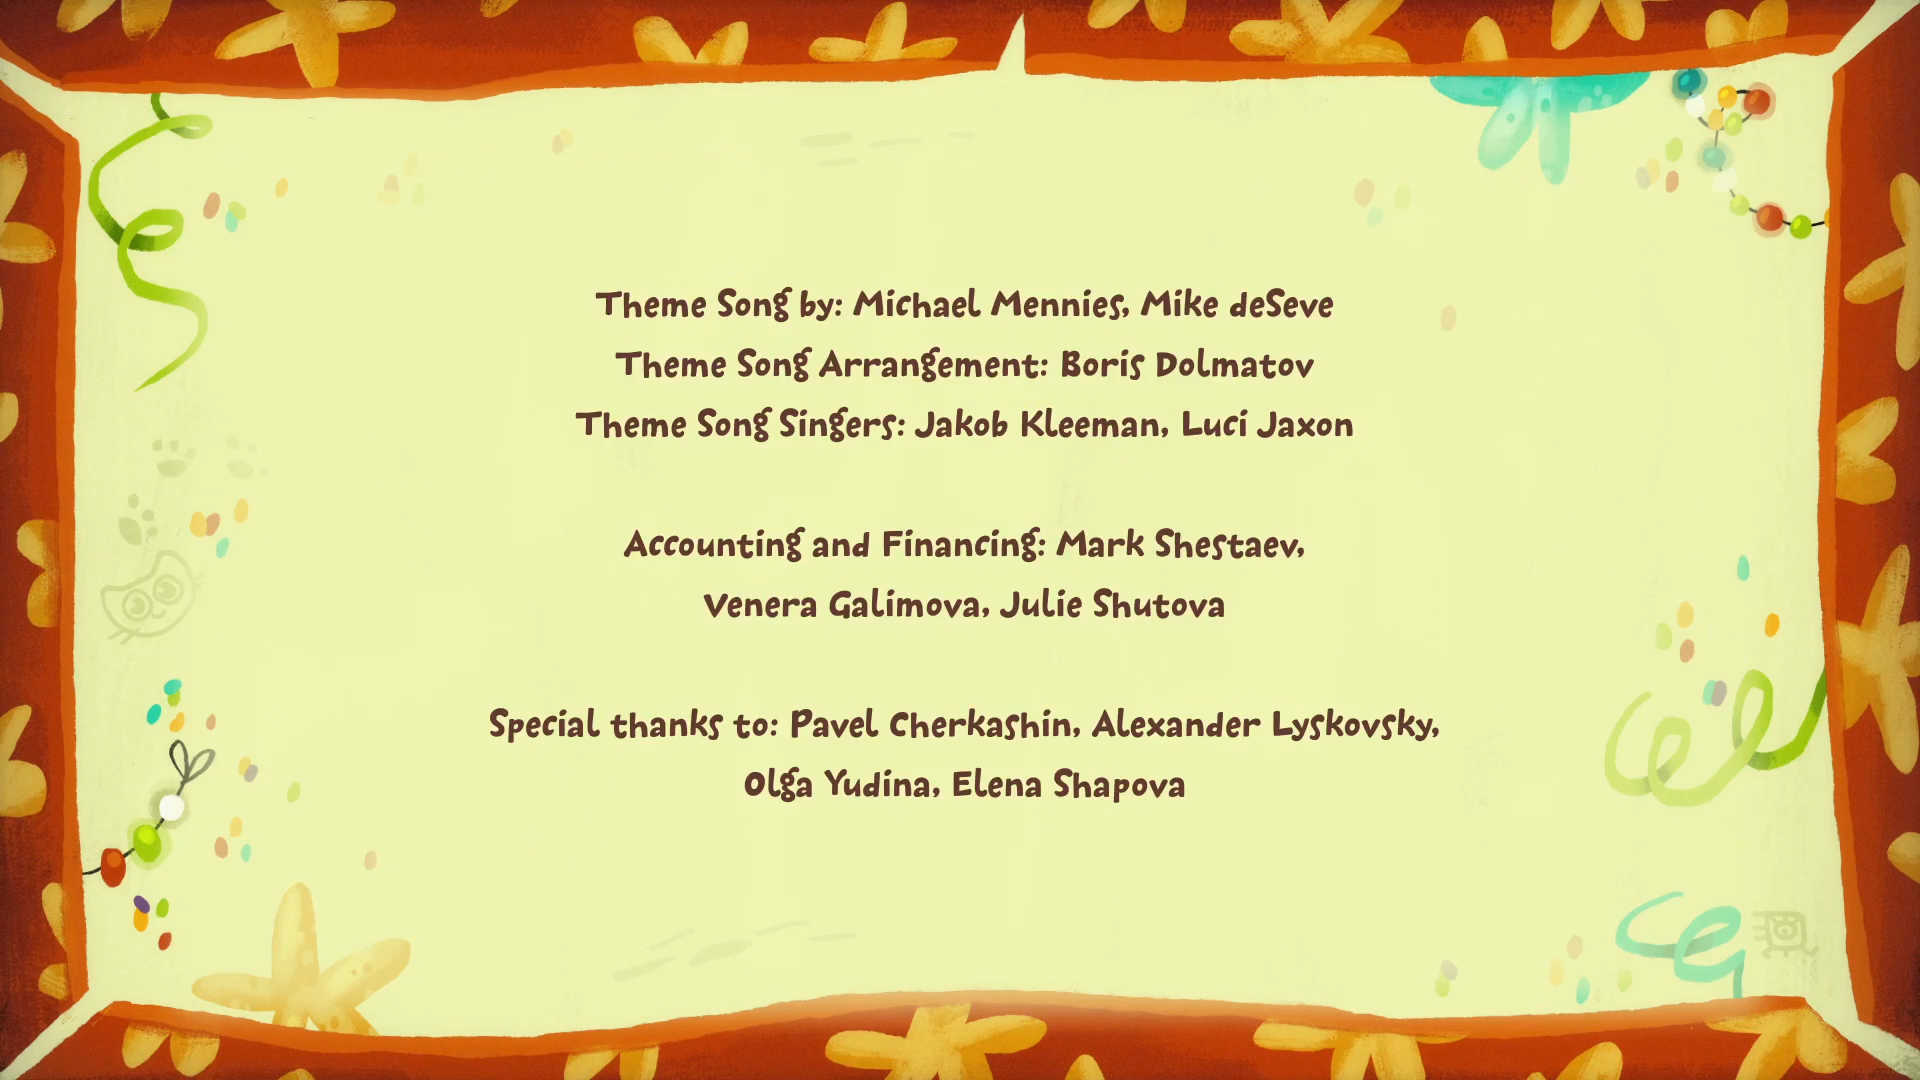 Theme Song by: Michael Mennies, Mike deSeve
Theme Song Arrangement: Boris Dolmatov
Theme Song Singers: Jakob Kleeman, Luci Jaxon
Accounting and Financing: Mark Shestaev,
Venera Galimova, Julie Shutova
Special thanks to: Pavel Cherkashin, Alexander Lyskovsky,
Olga Yudina, Elena Shapova